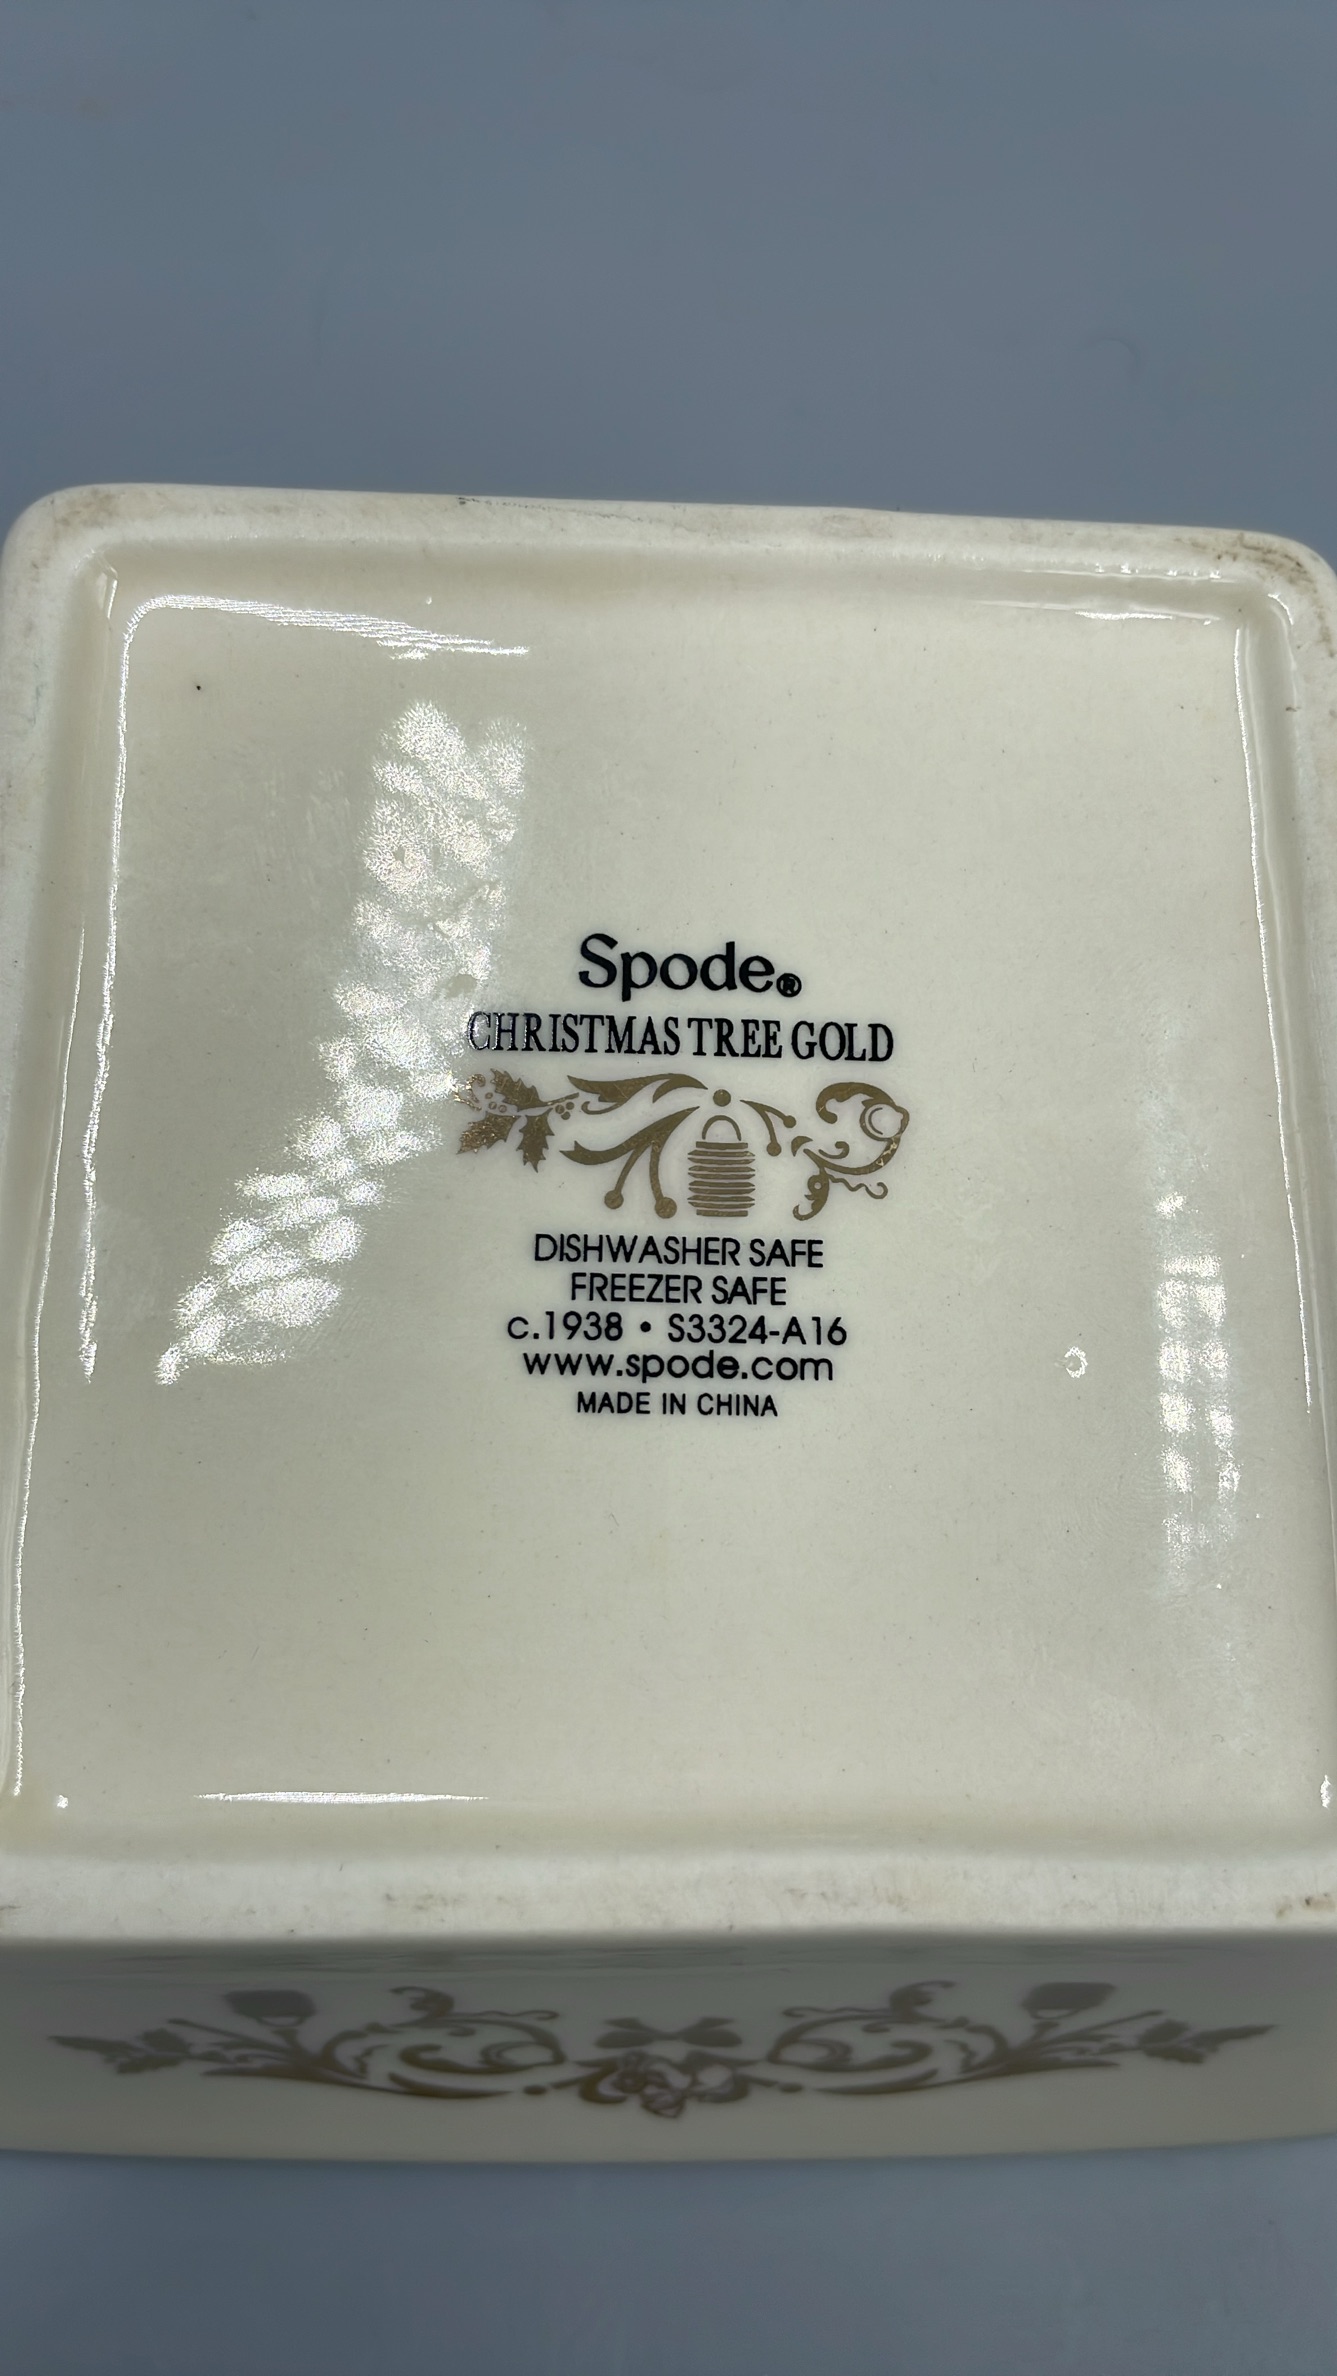 Spode®
CHRISTMAS TREE GOLD
DISHWASHER SAFE
FREEZER SAFE
c.1938 • S3324-A16
www.spode.com
MADE IN CHINA